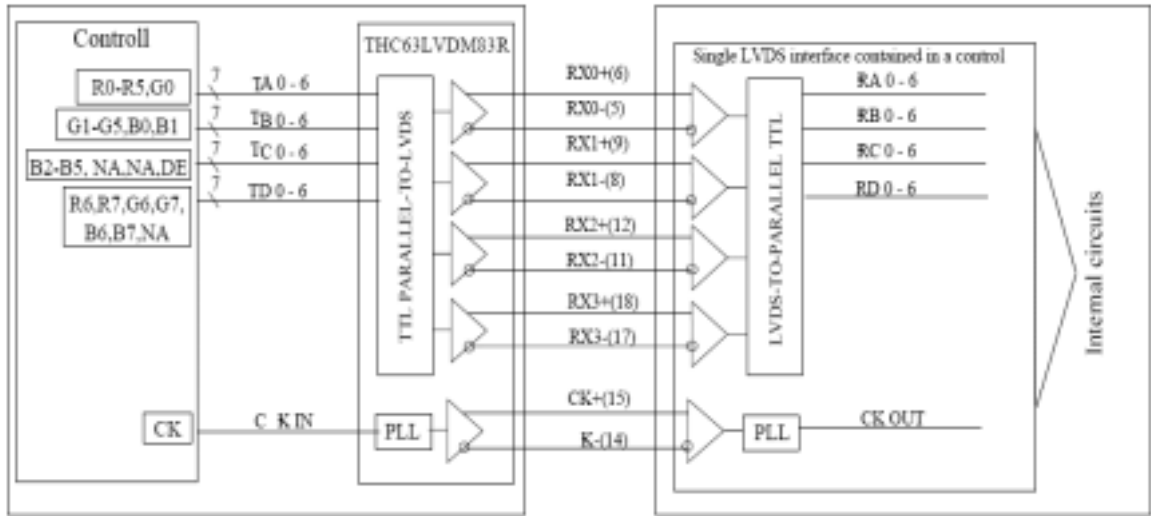 Controll
R0-R5,G0
G1-G5,B0,B1
B2-B5, NA,NA,DE
R6,R7,G6,G7,
B6,B7,NA
CK
7
TA 0 - 6
7
TB 0 - 6
7
TC 0 - 6
7
TD 0 - 6
C K IN
THC63LVDM83R
TTL PARALLEL-TO-LVDS
PLL
RX0+(6)
RX0-(5)
RX1+(9)
RX1-(8)
RX2+(12)
RX2-(11)
RX3+(18)
RX3-(17)
CK+(15)
K-(14)
Single LVDS interface contained in a control
LVDS-TO-PARALLEL TTL
PLL
RA 0 - 6
RB 0 - 6
RC 0 - 6
RD 0 - 6
CK OUT
Internal circuits